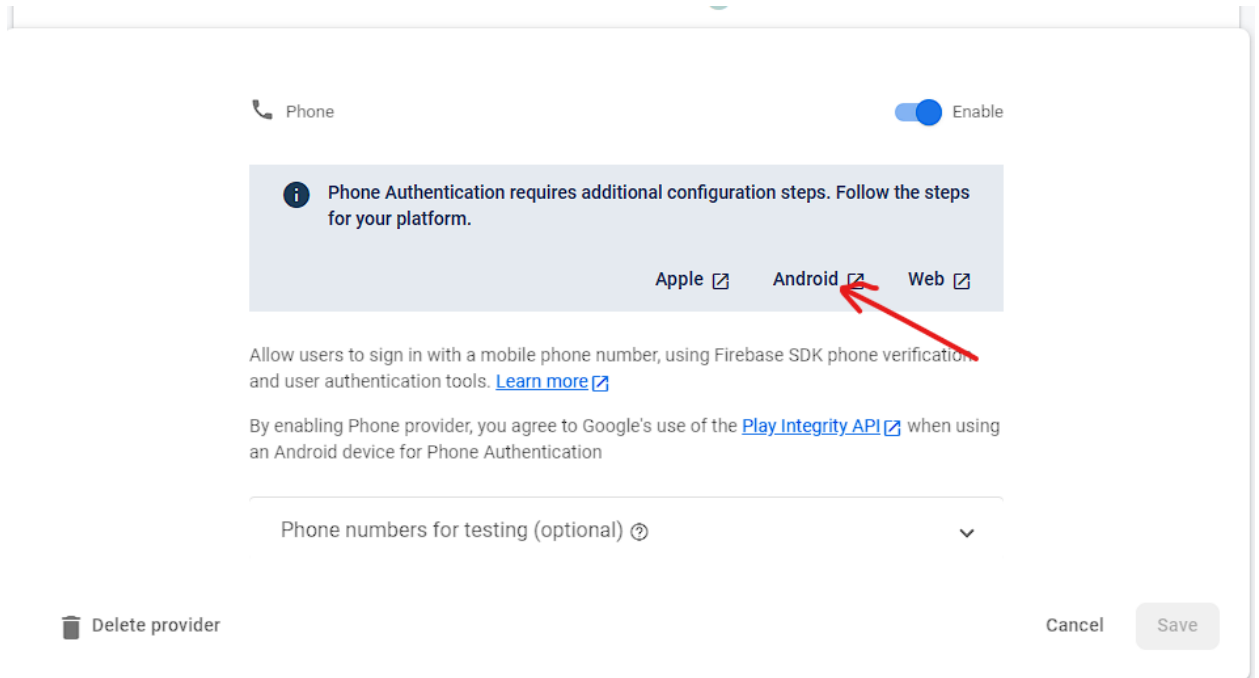 Phone
Enable
Phone Authentication requires additional configuration steps. Follow the steps
for your platform.
Apple
Android
Web
Allow users to sign in with a mobile phone number, using Firebase SDK phone verification
and user authentication tools. Learn more
By enabling Phone provider, you agree to Google's use of the Play Integrity API when using
an Android device for Phone Authentication
Phone numbers for testing (optional)
Delete provider
Cancel
Save